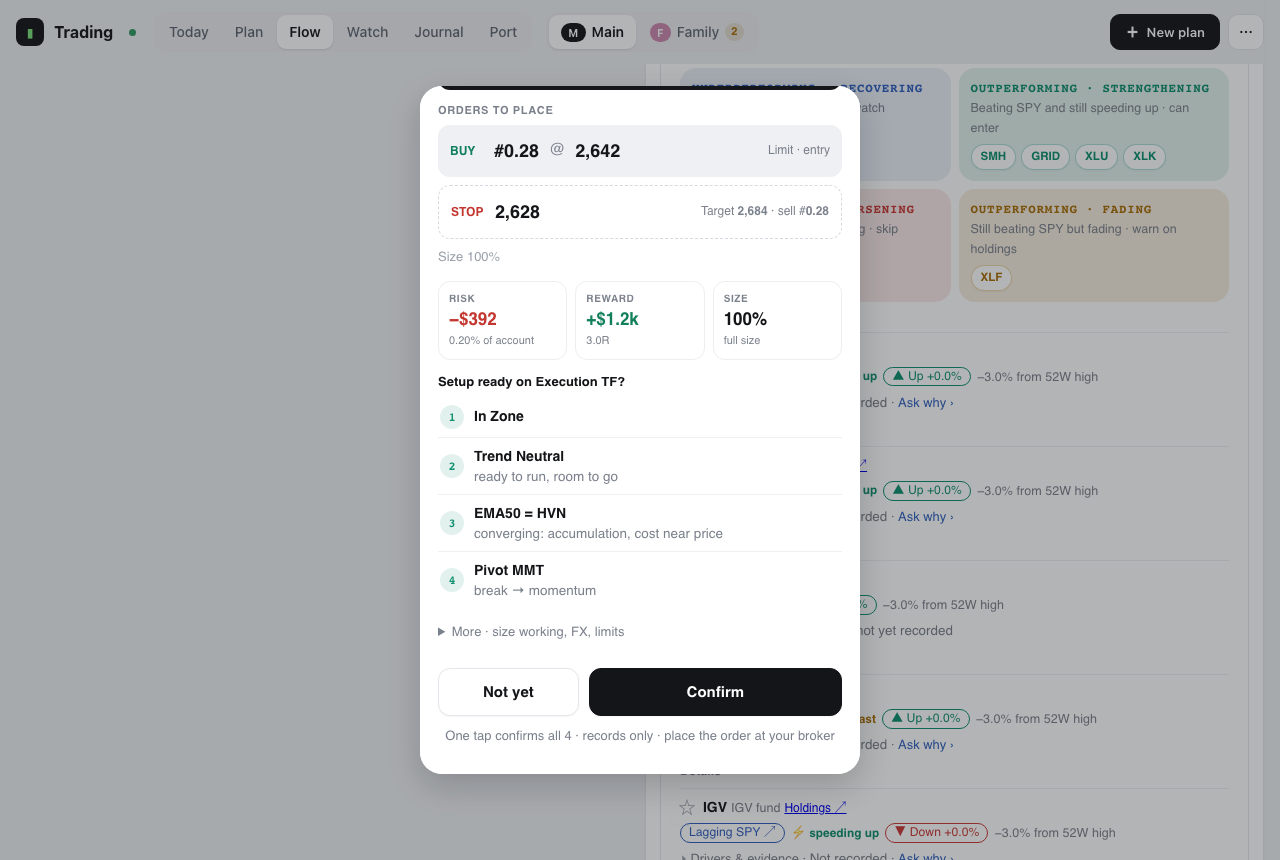 Trading
Today Plan Flow Watch Journal Port
M Main F Family 2
+ New plan
ORDERS TO PLACE
BUY #0.28 @ 2,642 Limit · entry
STOP 2,628 Target 2,684 · sell #0.28
Size 100%
RISK
−$392
0.20% of account
REWARD
+$1.2k
3.0R
SIZE
100%
full size
Setup ready on Execution TF?
1 In Zone
2 Trend Neutral
ready to run, room to go
3 EMA50 = HVN
converging: accumulation, cost near price
4 Pivot MMT
break → momentum
▶ More · size working, FX, limits
Not yet Confirm
One tap confirms all 4 · records only · place the order at your broker
OUTPERFORMING · STRENGTHENING
Beating SPY and still speeding up · can
enter
SMH GRID XLU XLK
· skip
OUTPERFORMING · FADING
Still beating SPY but fading · warn on
holdings
XLF
up ▲ Up +0.0% −3.0% from 52W high
· Ask why ›
up ▲ Up +0.0% −3.0% from 52W high
· Ask why ›
−3.0% from 52W high
not yet recorded
▲ Up +0.0% −3.0% from 52W high
· Ask why ›
IGV IGV fund Holdings ↗
Lagging SPY ↗ ⚡ speeding up ▼ Down +0.0% −3.0% from 52W high
Drivers & evidence · Not recorded · Ask why ›